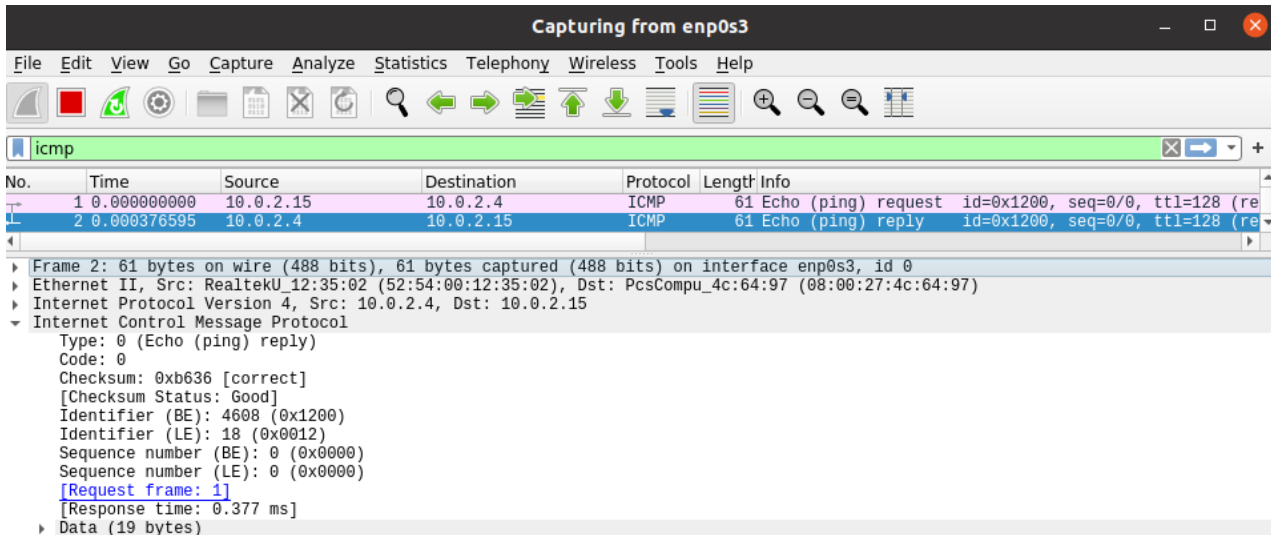 Capturing from enp0s3
File Edit View Go Capture Analyze Statistics Telephony Wireless Tools Help
icmp
No. Time Source Destination Protocol Length Info
1 0.000000000 10.0.2.15 10.0.2.4 ICMP 61 Echo (ping) request id=0x1200, seq=0/0, ttl=128 (re
2 0.000376595 10.0.2.4 10.0.2.15 ICMP 61 Echo (ping) reply id=0x1200, seq=0/0, ttl=128 (re
Frame 2: 61 bytes on wire (488 bits), 61 bytes captured (488 bits) on interface enp0s3, id 0
Ethernet II, Src: RealtekU_12:35:02 (52:54:00:12:35:02), Dst: PcsCompu_4c:64:97 (08:00:27:4c:64:97)
Internet Protocol Version 4, Src: 10.0.2.4, Dst: 10.0.2.15
Internet Control Message Protocol
Type: 0 (Echo (ping) reply)
Code: 0
Checksum: 0xb636 [correct]
[Checksum Status: Good]
Identifier (BE): 4608 (0x1200)
Identifier (LE): 18 (0x0012)
Sequence number (BE): 0 (0x0000)
Sequence number (LE): 0 (0x0000)
[Request frame: 1]
[Response time: 0.377 ms]
Data (19 bytes)